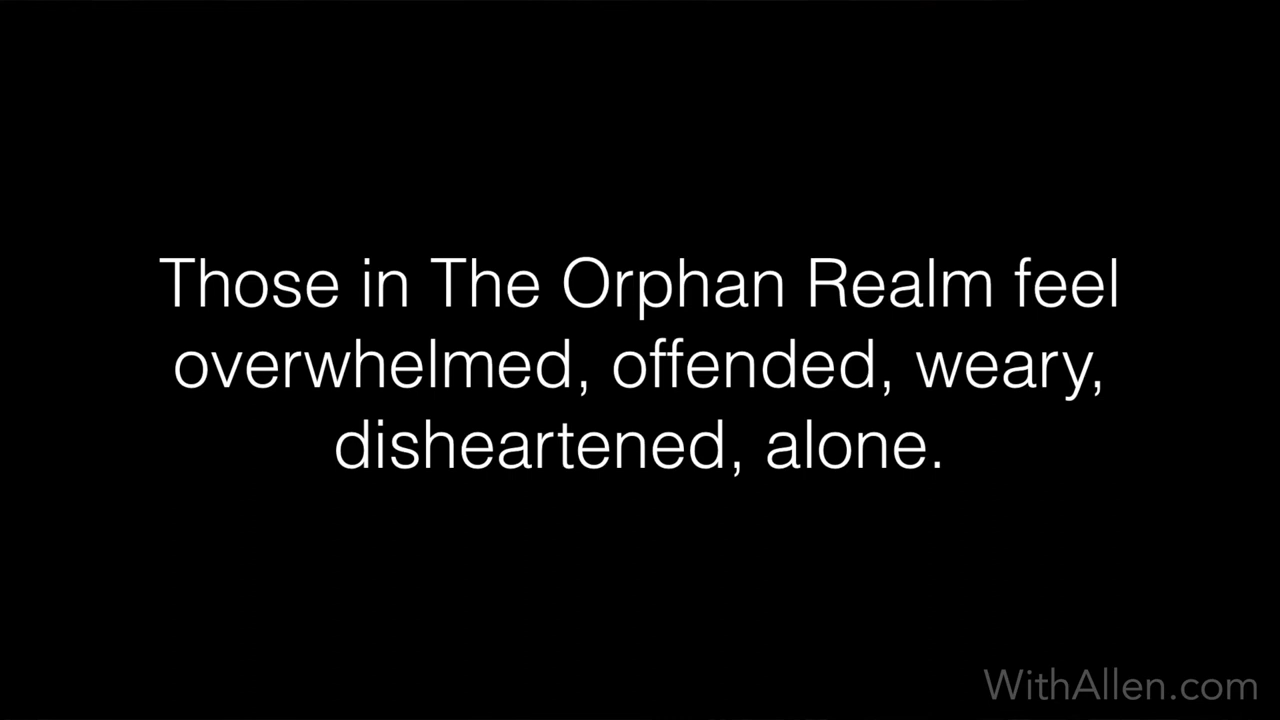 Those in The Orphan Realm feel
overwhelmed, offended, weary,
disheartened, alone.
WithAllen.com